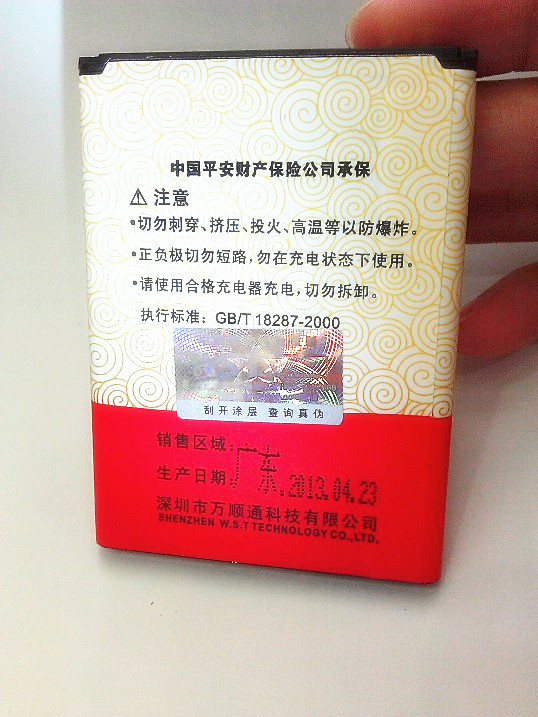 中国平安财产保险公司承保
⚠ 注意
•切勿刺穿、挤压、投火、高温等以防爆炸。
•正负极切勿短路，勿在充电状态下使用。
•请使用合格充电器充电，切勿拆卸。
执行标准：GB/T 18287-2000
刮开涂层 查询真伪
销售区域：广东
生产日期：2013.04.23
深圳市万顺通科技有限公司
SHENZHEN W.S.T TECHNOLOGY CO.,LTD.